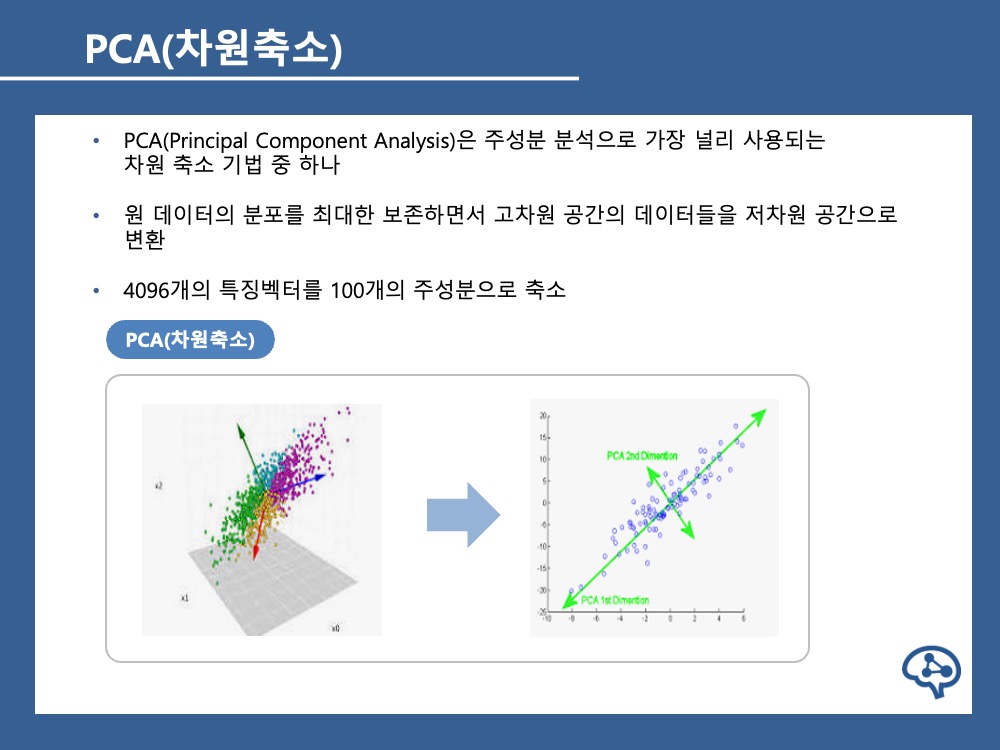 PCA(차원축소)
• PCA(Principal Component Analysis)은 주성분 분석으로 가장 널리 사용되는
차원 축소 기법 중 하나
• 원 데이터의 분포를 최대한 보존하면서 고차원 공간의 데이터들을 저차원 공간으로
변환
• 4096개의 특징벡터를 100개의 주성분으로 축소
PCA(차원축소)
x2
x1
x0
20
15
10
5
0
-5
-10
-15
-20
-25
PCA 2nd Dimention
PCA 1st Dimention
-10 -8 -6 -4 -2 0 2 4 6